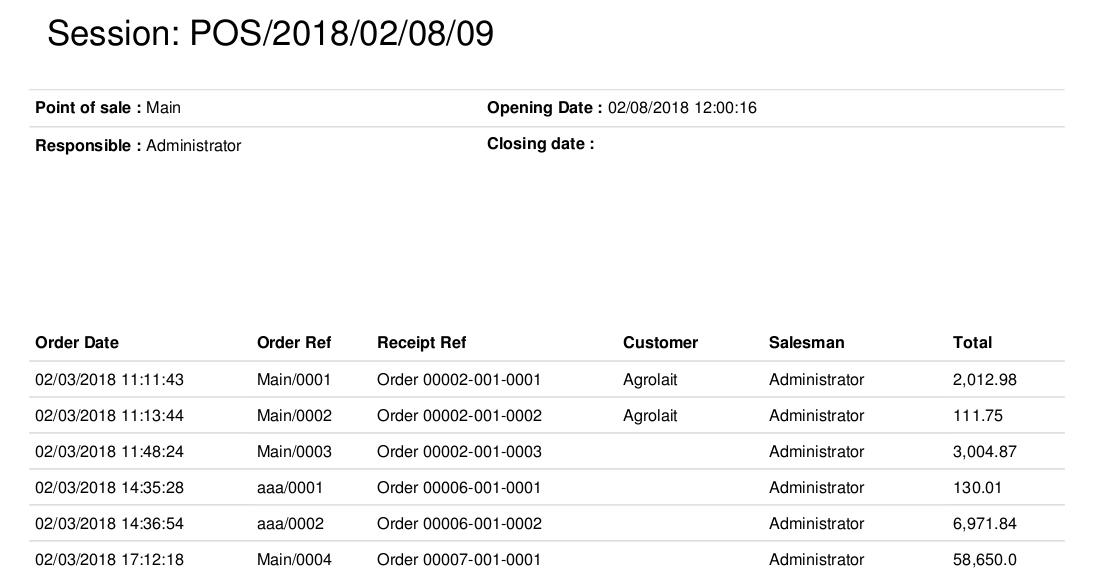 Session: POS/2018/02/08/09
Point of sale : Main Opening Date : 02/08/2018 12:00:16
Responsible : Administrator Closing date :
Order Date Order Ref Receipt Ref Customer Salesman Total
02/03/2018 11:11:43 Main/0001 Order 00002-001-0001 Agrolait Administrator 2,012.98
02/03/2018 11:13:44 Main/0002 Order 00002-001-0002 Agrolait Administrator 111.75
02/03/2018 11:48:24 Main/0003 Order 00002-001-0003 Administrator 3,004.87
02/03/2018 14:35:28 aaa/0001 Order 00006-001-0001 Administrator 130.01
02/03/2018 14:36:54 aaa/0002 Order 00006-001-0002 Administrator 6,971.84
02/03/2018 17:12:18 Main/0004 Order 00007-001-0001 Administrator 58,650.0